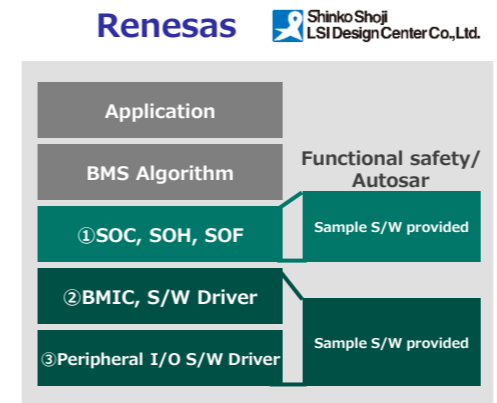 Renesas
Shinko Shoji
LSI Design Center Co., Ltd.
Application
BMS Algorithm
Functional safety/
Autosar
①SOC, SOH, SOF
Sample S/W provided
②BMIC, S/W Driver
③Peripheral I/O S/W Driver
Sample S/W provided